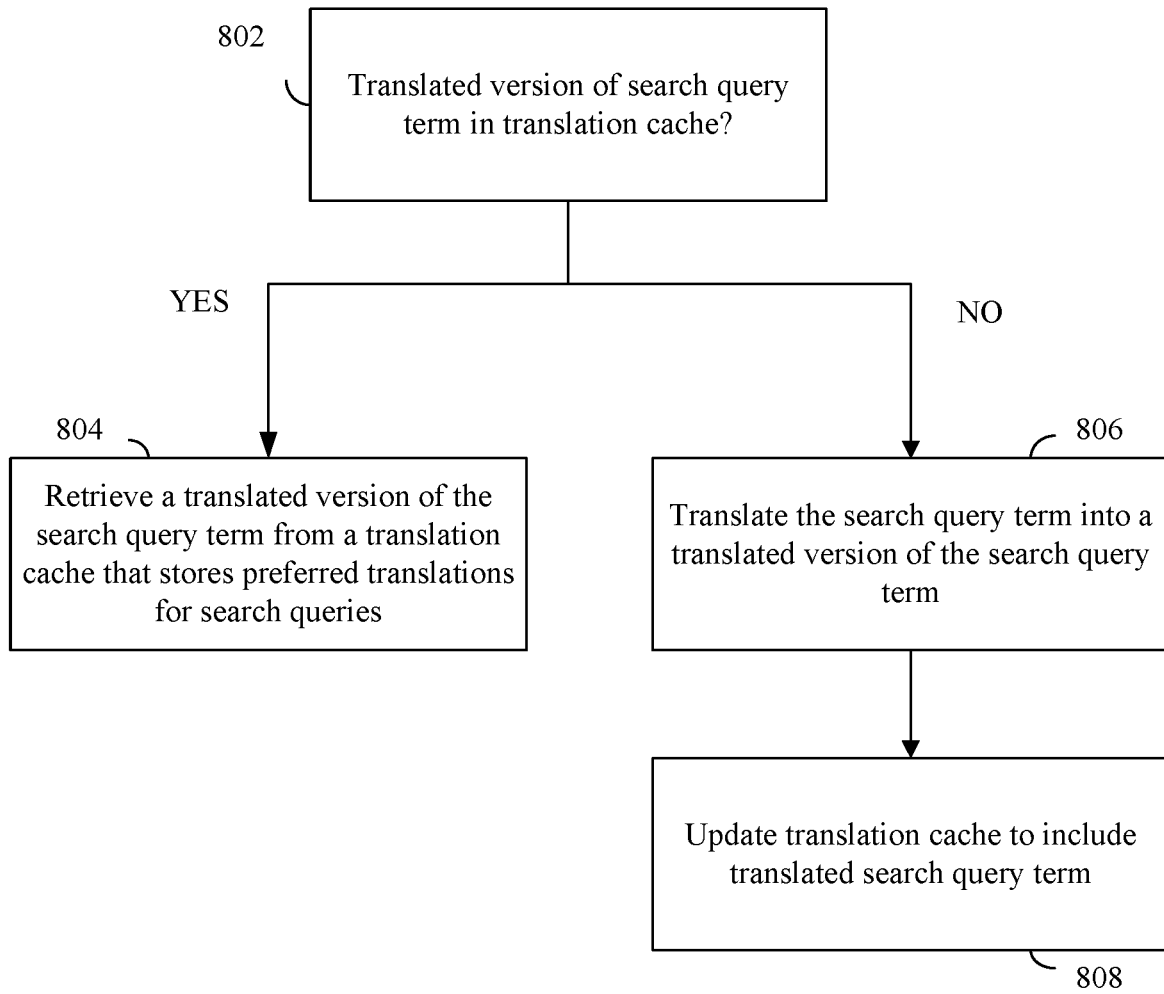 802
Translated version of search query
term in translation cache?
YES
NO
804
Retrieve a translated version of the
search query term from a translation
cache that stores preferred translations
for search queries
806
Translate the search query term into a
translated version of the search query
term
Update translation cache to include
translated search query term
808